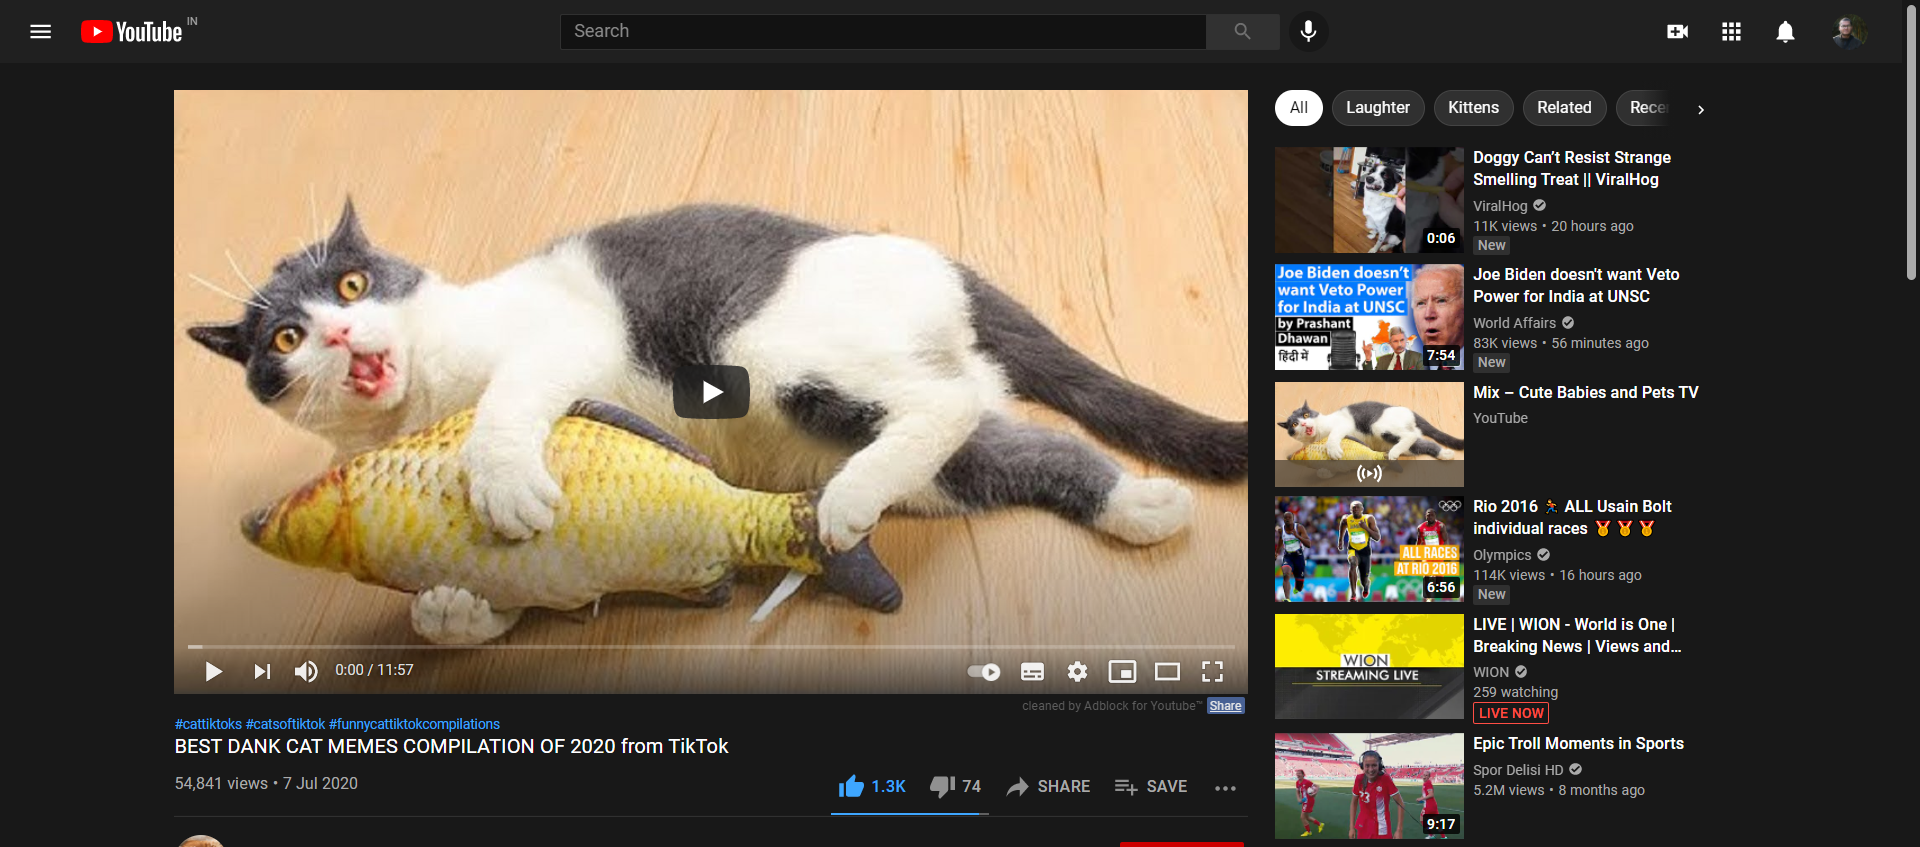 YouTube IN
Search
All
Laughter
Kittens
Related
0:00 / 11:57
cleaned by Adblock for Youtube™ Share
#cattiktoks #catsoftiktok #funnycattiktokcompilations
BEST DANK CAT MEMES COMPILATION OF 2020 from TikTok
54,841 views • 7 Jul 2020
1.3K
74
SHARE
SAVE
0:06
Doggy Can’t Resist Strange
Smelling Treat || ViralHog
ViralHog
11K views • 20 hours ago
New
Joe Biden doesn’t
want Veto Power
for India at UNSC
by Prashant
Dhawan
हिंदी में
7:54
Joe Biden doesn't want Veto
Power for India at UNSC
World Affairs
83K views • 56 minutes ago
New
Mix – Cute Babies and Pets TV
YouTube
ALL RACES
AT RIO 2016
6:56
Rio 2016 🏃 ALL Usain Bolt
individual races 🏅 🏅 🏅
Olympics
114K views • 16 hours ago
New
WION
STREAMING LIVE
LIVE | WION - World is One |
Breaking News | Views and...
WION
259 watching
LIVE NOW
9:17
Epic Troll Moments in Sports
Spor Delisi HD
5.2M views • 8 months ago